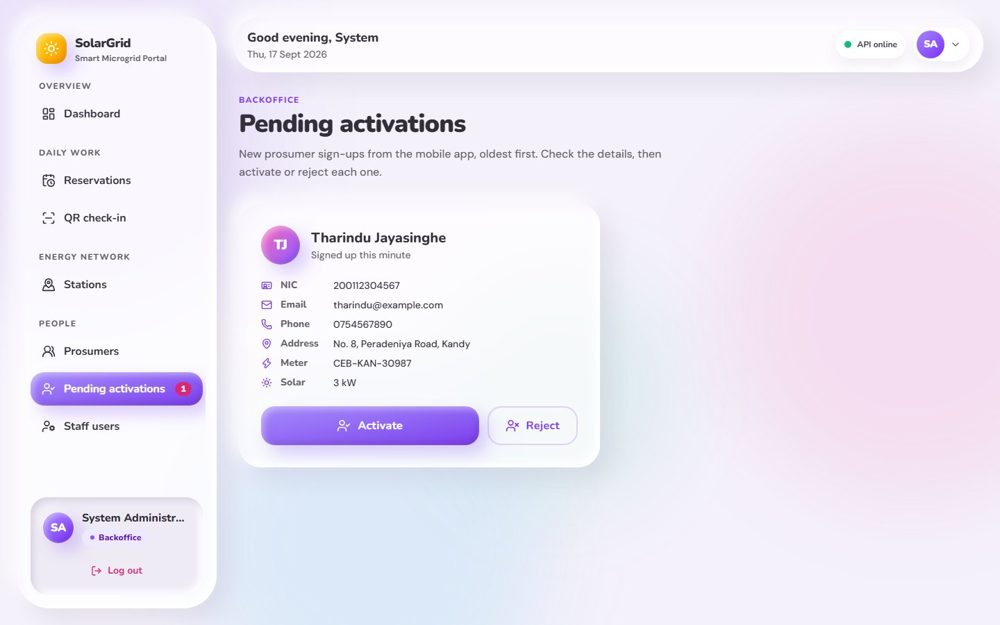 SolarGrid
Smart Microgrid Portal
OVERVIEW
Dashboard
DAILY WORK
Reservations
QR check-in
ENERGY NETWORK
Stations
PEOPLE
Prosumers
Pending activations 1
Staff users
SA
System Administr...
Backoffice
Log out
Good evening, System
Thu, 17 Sept 2026
API online
SA
BACKOFFICE
Pending activations
New prosumer sign-ups from the mobile app, oldest first. Check the details, then
activate or reject each one.
TJ
Tharindu Jayasinghe
Signed up this minute
NIC 200112304567
Email tharindu@example.com
Phone 0754567890
Address No. 8, Peradeniya Road, Kandy
Meter CEB-KAN-30987
Solar 3 kW
Activate
Reject